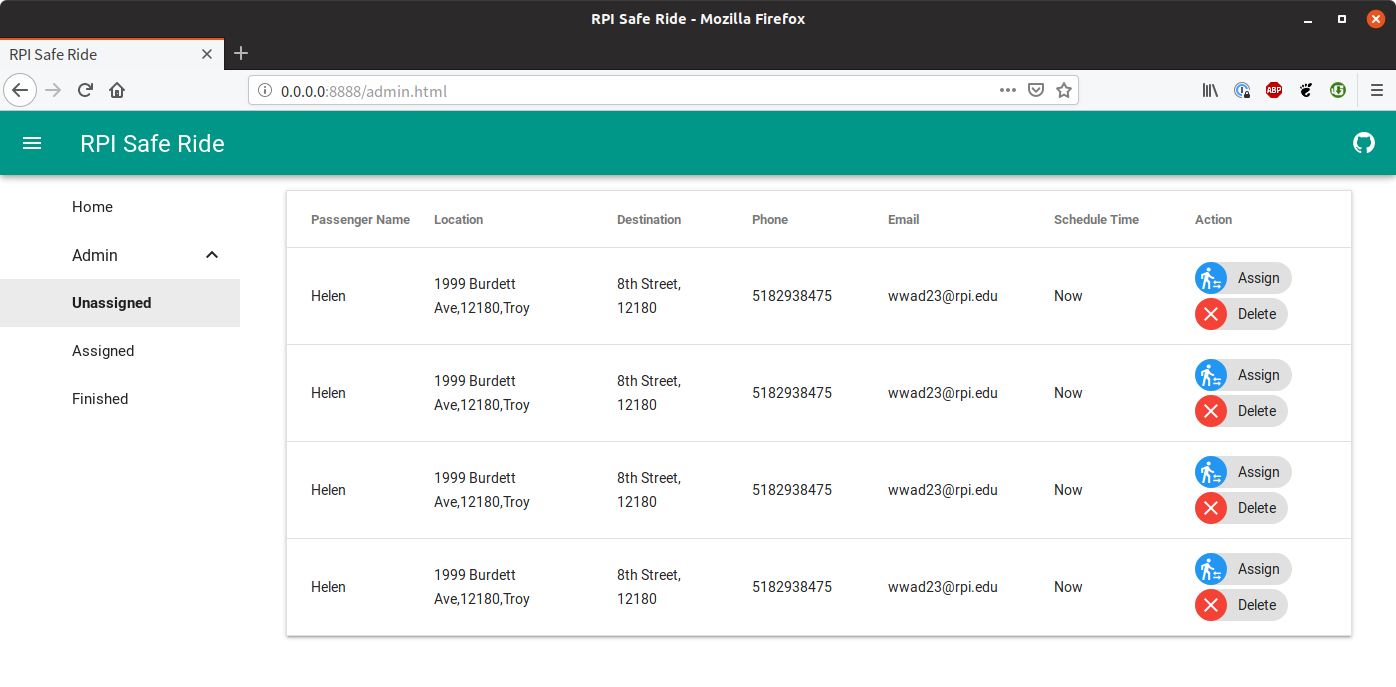 RPI Safe Ride - Mozilla Firefox
RPI Safe Ride
0.0.0.0:8888/admin.html
ABP
RPI Safe Ride
Home
Admin
Unassigned
Assigned
Finished
Passenger Name Location Destination Phone Email Schedule Time Action
Helen 1999 Burdett 8th Street, 5182938475 wwad23@rpi.edu Now Assign
Ave,12180,Troy 12180 Delete
Helen 1999 Burdett 8th Street, 5182938475 wwad23@rpi.edu Now Assign
Ave,12180,Troy 12180 Delete
Helen 1999 Burdett 8th Street, 5182938475 wwad23@rpi.edu Now Assign
Ave,12180,Troy 12180 Delete
Helen 1999 Burdett 8th Street, 5182938475 wwad23@rpi.edu Now Assign
Ave,12180,Troy 12180 Delete